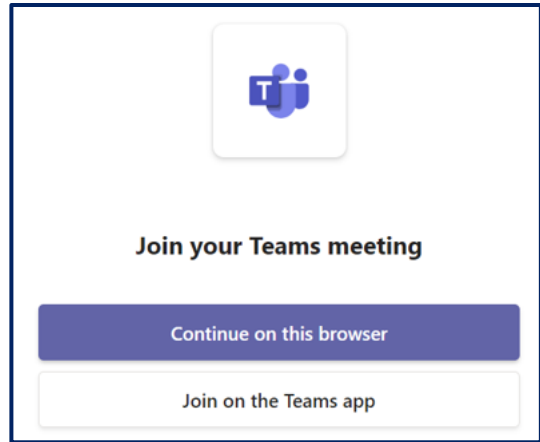 T
Join your Teams meeting
Continue on this browser
Join on the Teams app